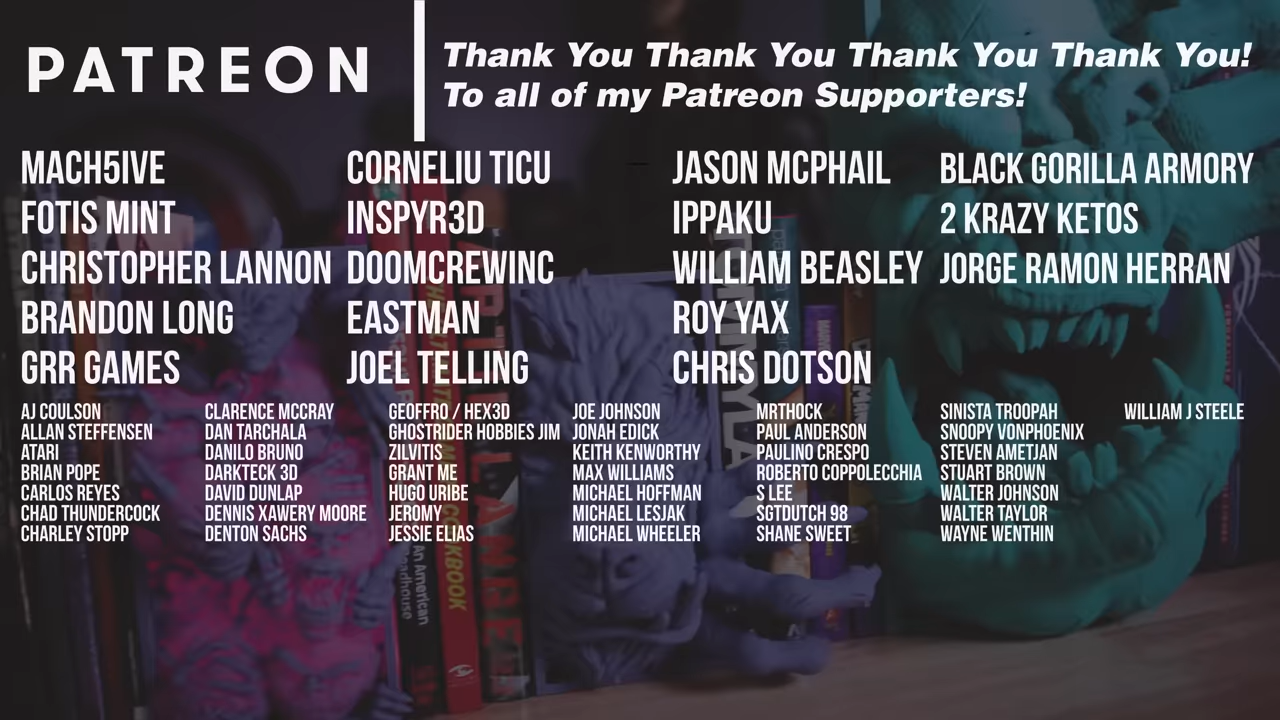 PATREON
Thank You Thank You Thank You Thank You!
To all of my Patreon Supporters!
MACH5IVE
FOTIS MINT
CHRISTOPHER LANNON
BRANDON LONG
GRR GAMES
CORNELIU TICU
INSPYR3D
DOOMCREWINC
EASTMAN
JOEL TELLING
JASON MCPHAIL
IPPAKU
WILLIAM BEASLEY
ROY YAX
CHRIS DOTSON
BLACK GORILLA ARMORY
2 KRAZY KETOS
JORGE RAMON HERRAN
AJ COULSON
ALLAN STEFFENSEN
ATARI
BRIAN POPE
CARLOS REYES
CHAD THUNDERCOCK
CHARLEY STOPP
CLARENCE MCCRAY
DAN TARCHALA
DANILO BRUNO
DARKTECK 3D
DAVID DUNLAP
DENNIS XAWERY MOORE
DENTON SACHS
GEOFFRO / HEX3D
GHOSTRIDER HOBBIES JIM
ZILVITIS
GRANT ME
HUGO URIBE
JEROMY
JESSIE ELIAS
JOE JOHNSON
JONAH EDICK
KEITH KENWORTHY
MAX WILLIAMS
MICHAEL HOFFMAN
MICHAEL LESJAK
MICHAEL WHEELER
MRTHOCK
PAUL ANDERSON
PAULINO CRESPO
ROBERTO COPPOLECCHIA
S LEE
SGTDUTCH 98
SHANE SWEET
SINISTA TROOPAH
SNOOPY VONPHOENIX
STEVEN AMETJAN
STUART BROWN
WALTER JOHNSON
WALTER TAYLOR
WAYNE WENTHIN
WILLIAM J STEELE
An American
Roadhouse
COOKBOOK